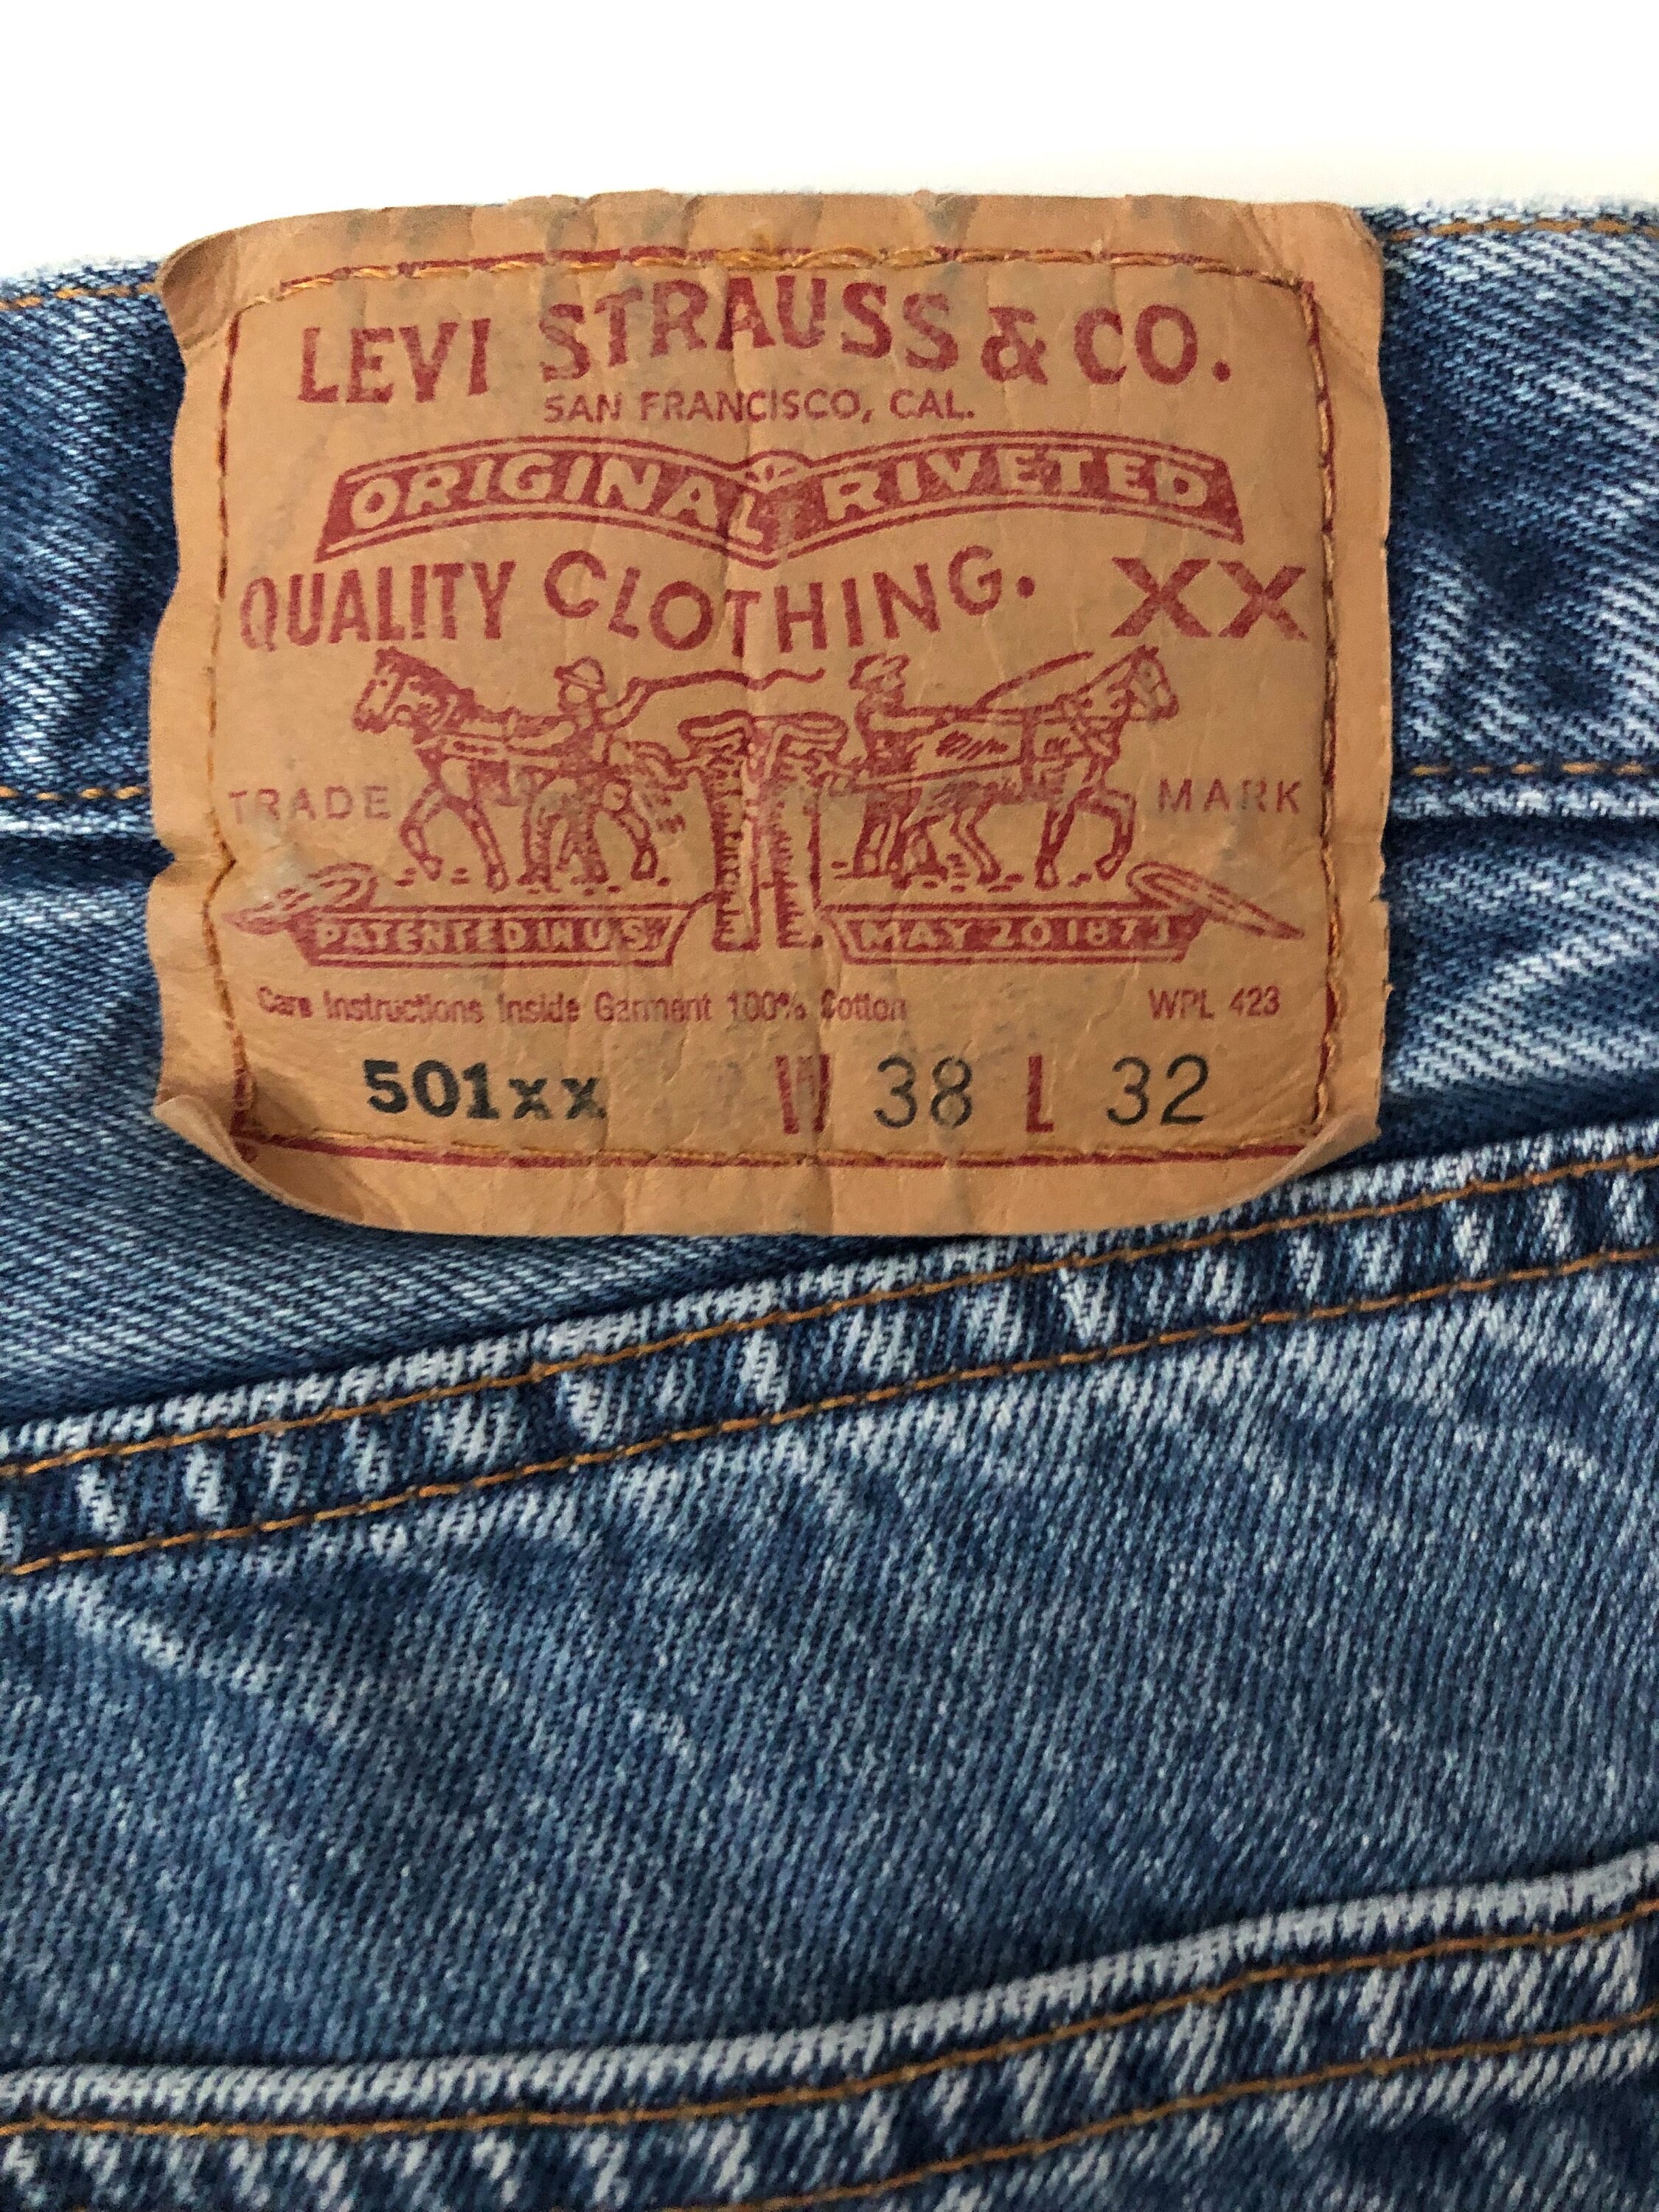 LEVI STRAUSS & CO.
SAN FRANCISCO, CAL.
ORIGINAL RIVETED
QUALITY CLOTHING. XX
TRADE MARK
PATENTED IN U.S. MAY 20 1873.
Care Instructions Inside Garment 100% Cotton WPL 423
501xx W 38 L 32